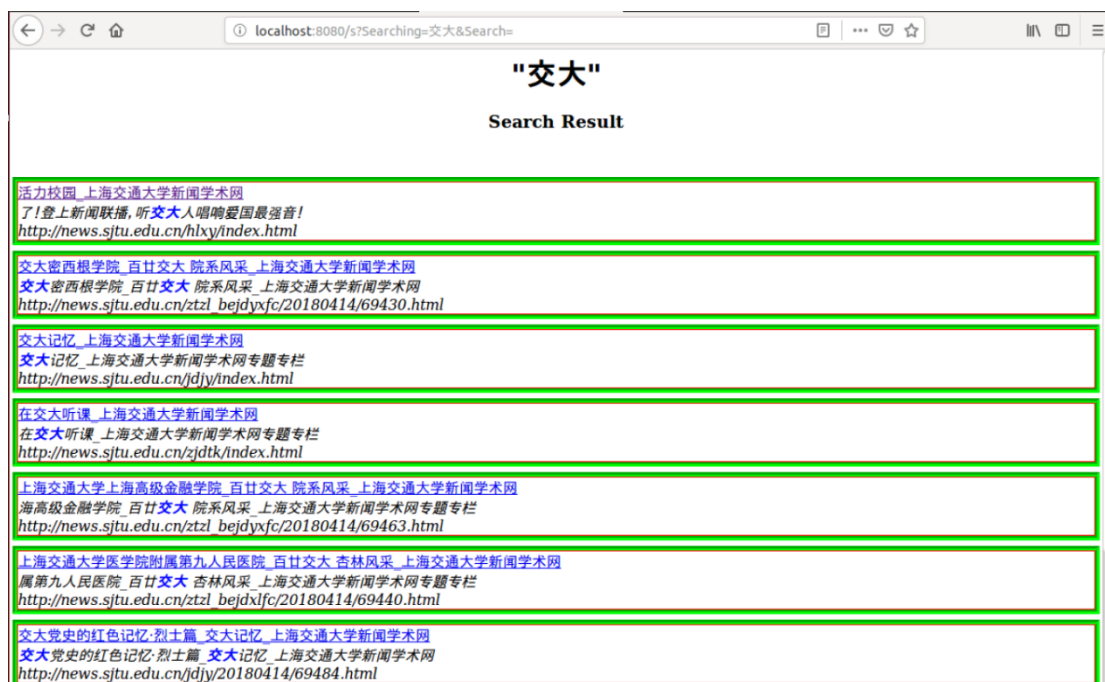 localhost:8080/s?Searching=交大&Search=
"交大"
Search Result
活力校园_上海交通大学新闻学术网
了!登上新闻联播,听交大人唱响爱国最强音!
http://news.sjtu.edu.cn/hlxy/index.html
交大密西根学院_百廿交大 院系风采_上海交通大学新闻学术网
交大密西根学院_百廿交大 院系风采_上海交通大学新闻学术网
http://news.sjtu.edu.cn/ztzl_bejdyxfc/20180414/69430.html
交大记忆_上海交通大学新闻学术网
交大记忆_上海交通大学新闻学术网专题专栏
http://news.sjtu.edu.cn/jdjy/index.html
在交大听课_上海交通大学新闻学术网
在交大听课_上海交通大学新闻学术网专题专栏
http://news.sjtu.edu.cn/zjdtk/index.html
上海交通大学上海高级金融学院_百廿交大 院系风采_上海交通大学新闻学术网
海高级金融学院_百廿交大 院系风采_上海交通大学新闻学术网专题专栏
http://news.sjtu.edu.cn/ztzl_bejdyxfc/20180414/69463.html
上海交通大学医学院附属第九人民医院_百廿交大 杏林风采_上海交通大学新闻学术网
属第九人民医院_百廿交大 杏林风采_上海交通大学新闻学术网专题专栏
http://news.sjtu.edu.cn/ztzl_bejdxlfc/20180414/69440.html
交大党史的红色记忆·烈士篇_交大记忆_上海交通大学新闻学术网
交大党史的红色记忆·烈士篇_交大记忆_上海交通大学新闻学术网
http://news.sjtu.edu.cn/jdjy/20180414/69484.html